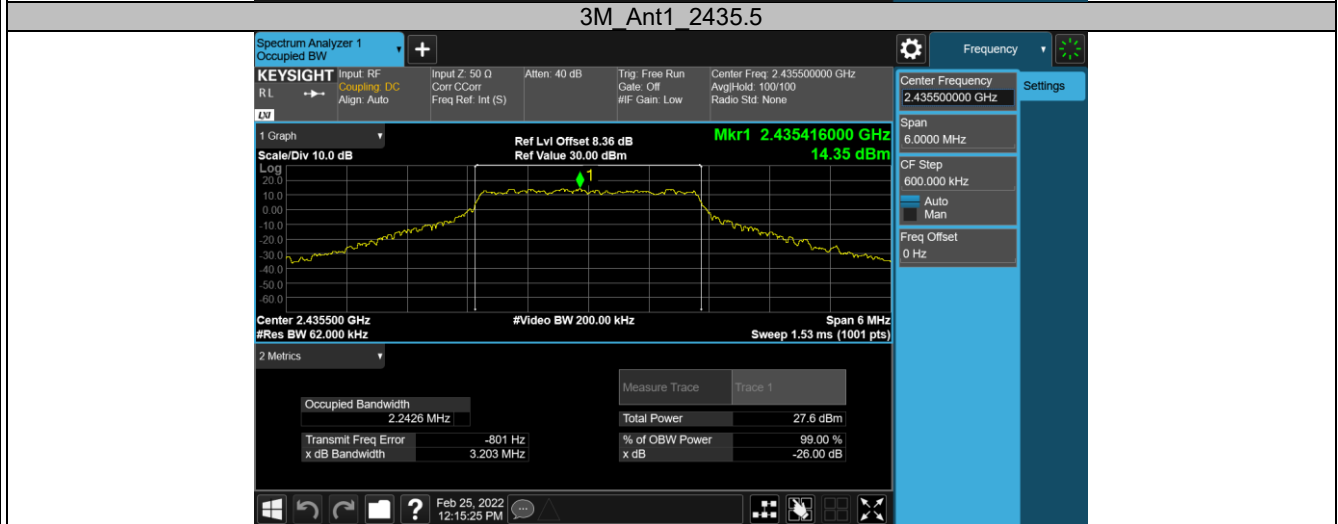 3M_Ant1_2435.5
Spectrum Analyzer 1
Occupied BW
+
Frequency
KEYSIGHT
RL
LXI
Input: RF
Coupling: DC
Align: Auto
Input Z: 50 Ω
Corr CCorr
Freq Ref: Int (S)
Atten: 40 dB
Trig: Free Run
Gate: Off
#IF Gain: Low
Center Freq: 2.435500000 GHz
Avg|Hold: 100/100
Radio Std: None
Center Frequency
2.435500000 GHz
Settings
Span
6.0000 MHz
CF Step
600.000 kHz
Auto
Man
Freq Offset
0 Hz
1 Graph
Scale/Div 10.0 dB
Ref Lvl Offset 8.36 dB
Ref Value 30.00 dBm
Mkr1 2.435416000 GHz
14.35 dBm
Log
20.0
10.0
0.00
-10.0
-20.0
-30.0
-40.0
-50.0
-60.0
1
Center 2.435500 GHz
#Res BW 62.000 kHz
#Video BW 200.00 kHz
Span 6 MHz
Sweep 1.53 ms (1001 pts)
2 Metrics
Measure Trace Trace 1
Occupied Bandwidth
2.2426 MHz
Total Power 27.6 dBm
Transmit Freq Error -801 Hz
% of OBW Power 99.00 %
x dB Bandwidth 3.203 MHz
x dB -26.00 dB
?
Feb 25, 2022
12:15:25 PM